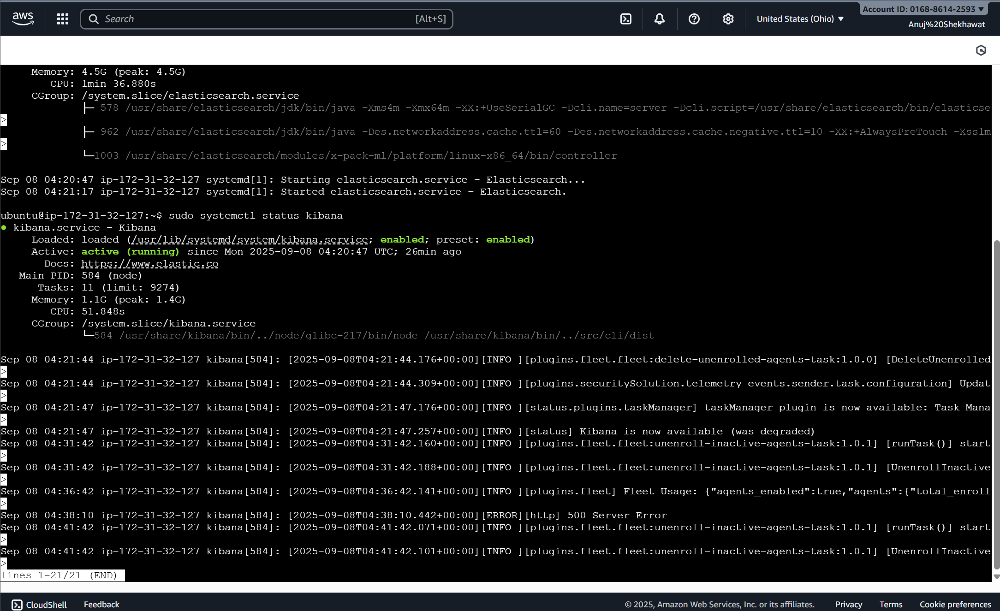 aws
Search [Alt+S]
United States (Ohio) ▼
Account ID: 0168-8614-2593 ▼
Anuj%20Shekhawat
Memory: 4.5G (peak: 4.5G)
CPU: 1min 36.880s
CGroup: /system.slice/elasticsearch.service
├─ 578 /usr/share/elasticsearch/jdk/bin/java -Xms4m -Xmx64m -XX:+UseSerialGC -Dcli.name=server -Dcli.script=/usr/share/elasticsearch/bin/elasticse
>
├─ 962 /usr/share/elasticsearch/jdk/bin/java -Des.networkaddress.cache.ttl=60 -Des.networkaddress.cache.negative.ttl=10 -XX:+AlwaysPreTouch -Xss1m
>
└─1003 /usr/share/elasticsearch/modules/x-pack-ml/platform/linux-x86_64/bin/controller
Sep 08 04:20:47 ip-172-31-32-127 systemd[1]: Starting elasticsearch.service - Elasticsearch...
Sep 08 04:21:17 ip-172-31-32-127 systemd[1]: Started elasticsearch.service - Elasticsearch.
ubuntu@ip-172-31-32-127:~$ sudo systemctl status kibana
● kibana.service - Kibana
Loaded: loaded (/usr/lib/systemd/system/kibana.service; enabled; preset: enabled)
Active: active (running) since Mon 2025-09-08 04:20:47 UTC; 26min ago
Docs: https://www.elastic.co
Main PID: 584 (node)
Tasks: 11 (limit: 9274)
Memory: 1.1G (peak: 1.4G)
CPU: 51.848s
CGroup: /system.slice/kibana.service
└─584 /usr/share/kibana/bin/../node/glibc-217/bin/node /usr/share/kibana/bin/../src/cli/dist
Sep 08 04:21:44 ip-172-31-32-127 kibana[584]: [2025-09-08T04:21:44.176+00:00][INFO ][plugins.fleet.fleet:delete-unenrolled-agents-task:1.0.0] [DeleteUnenrolled
>
Sep 08 04:21:44 ip-172-31-32-127 kibana[584]: [2025-09-08T04:21:44.309+00:00][INFO ][plugins.securitySolution.telemetry_events.sender.task.configuration] Updat
>
Sep 08 04:21:47 ip-172-31-32-127 kibana[584]: [2025-09-08T04:21:47.176+00:00][INFO ][status.plugins.taskManager] taskManager plugin is now available: Task Mana
>
Sep 08 04:21:47 ip-172-31-32-127 kibana[584]: [2025-09-08T04:21:47.257+00:00][INFO ][status] Kibana is now available (was degraded)
Sep 08 04:31:42 ip-172-31-32-127 kibana[584]: [2025-09-08T04:31:42.160+00:00][INFO ][plugins.fleet.fleet:unenroll-inactive-agents-task:1.0.1] [runTask()] start
>
Sep 08 04:31:42 ip-172-31-32-127 kibana[584]: [2025-09-08T04:31:42.188+00:00][INFO ][plugins.fleet.fleet:unenroll-inactive-agents-task:1.0.1] [UnenrollInactive
>
Sep 08 04:36:42 ip-172-31-32-127 kibana[584]: [2025-09-08T04:36:42.141+00:00][INFO ][plugins.fleet] Fleet Usage: {"agents_enabled":true,"agents":{"total_enroll
>
Sep 08 04:38:10 ip-172-31-32-127 kibana[584]: [2025-09-08T04:38:10.442+00:00][ERROR][http] 500 Server Error
Sep 08 04:41:42 ip-172-31-32-127 kibana[584]: [2025-09-08T04:41:42.071+00:00][INFO ][plugins.fleet.fleet:unenroll-inactive-agents-task:1.0.1] [runTask()] start
>
Sep 08 04:41:42 ip-172-31-32-127 kibana[584]: [2025-09-08T04:41:42.101+00:00][INFO ][plugins.fleet.fleet:unenroll-inactive-agents-task:1.0.1] [UnenrollInactive
>
lines 1-21/21 (END)
CloudShell Feedback © 2025, Amazon Web Services, Inc. or its affiliates. Privacy Terms Cookie preferences